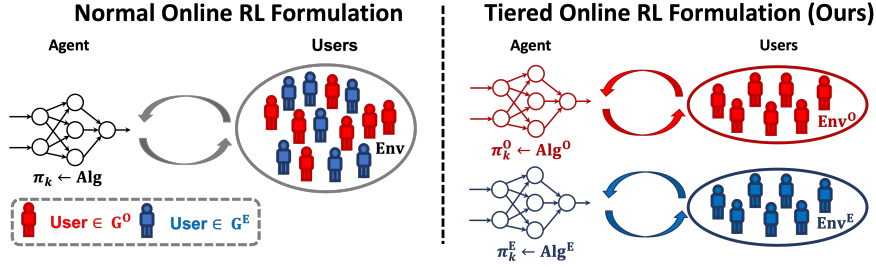 Normal Online RL Formulation
Agent
Users
Env
π_k ← Alg
User ∈ G^O
User ∈ G^E
Tiered Online RL Formulation (Ours)
Agent
Users
π_k^O ← Alg^O
Env^O
π_k^E ← Alg^E
Env^E